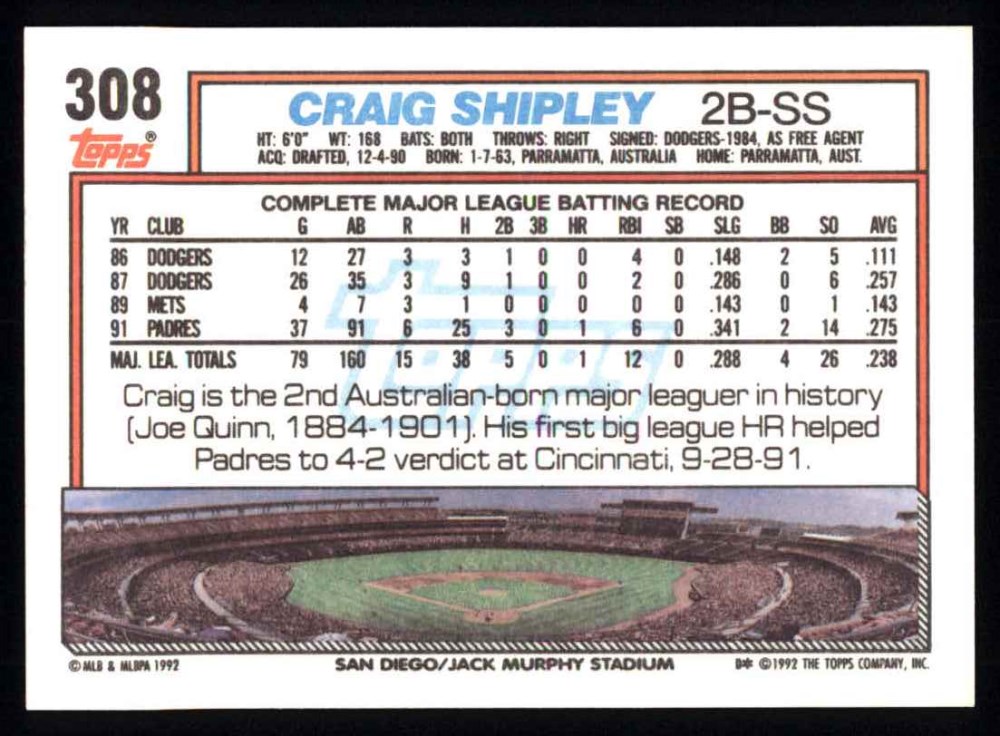 308
Topps®
CRAIG SHIPLEY 2B-SS
HT: 6'0" WT: 168 BATS: BOTH THROWS: RIGHT SIGNED: DODGERS-1984, AS FREE AGENT
ACQ: DRAFTED, 12-4-90 BORN: 1-7-63, PARRAMATTA, AUSTRALIA HOME: PARRAMATTA, AUST.
COMPLETE MAJOR LEAGUE BATTING RECORD
YR CLUB G AB R H 2B 3B HR RBI SB SLG BB SO AVG
86 DODGERS 12 27 3 3 1 0 0 4 0 .148 2 5 .111
87 DODGERS 26 35 3 9 1 0 0 2 0 .286 0 6 .257
89 METS 4 7 3 1 0 0 0 0 0 .143 0 1 .143
91 PADRES 37 91 6 25 3 0 1 6 0 .341 2 14 .275
MAJ. LEA. TOTALS 79 160 15 38 5 0 1 12 0 .288 4 26 .238
Topps
Craig is the 2nd Australian-born major leaguer in history
(Joe Quinn, 1884-1901). His first big league HR helped
Padres to 4-2 verdict at Cincinnati, 9-28-91.
© MLB & MLBPA 1992 SAN DIEGO/JACK MURPHY STADIUM D* ©1992 THE TOPPS COMPANY, INC.